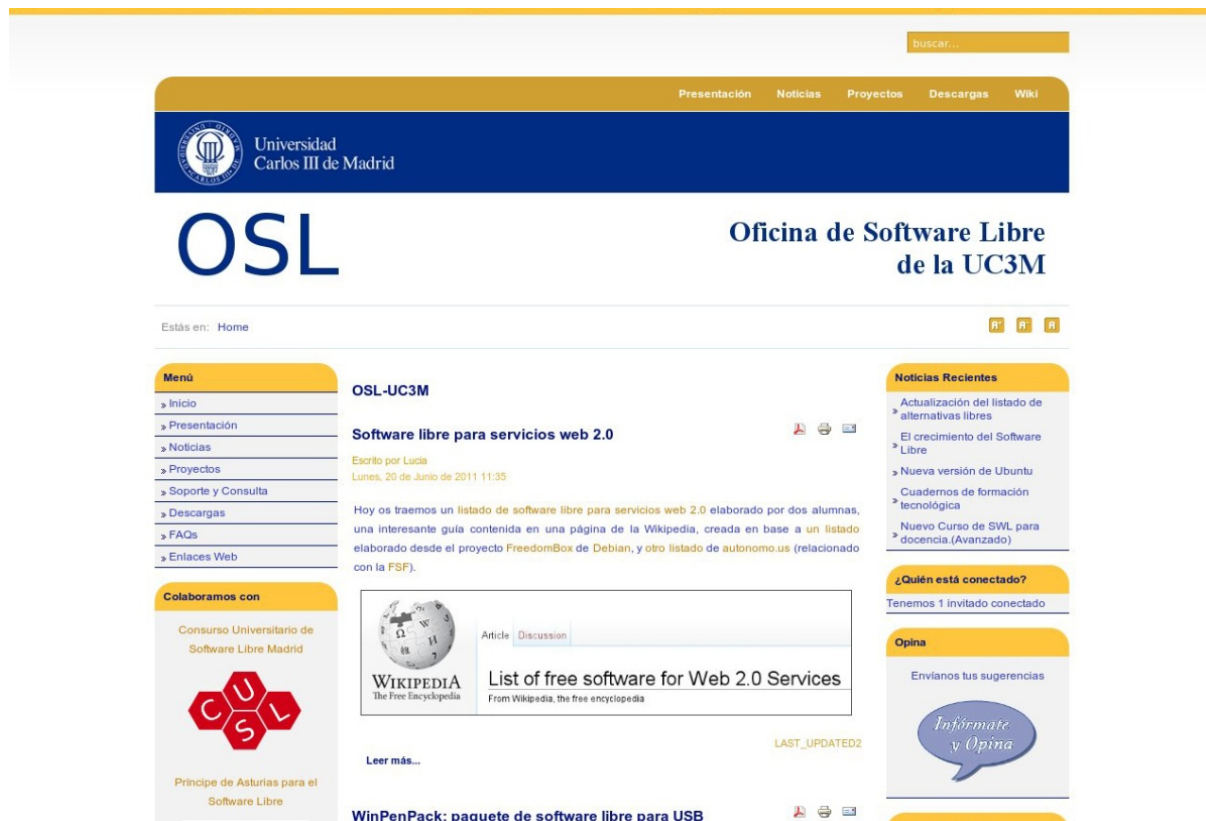 buscar...
Presentación Noticias Proyectos Descargas Wiki
Universidad
Carlos III de Madrid
OSL
Oficina de Software Libre
de la UC3M
Estás en: Home
Menú
» Inicio
» Presentación
» Noticias
» Proyectos
» Soporte y Consulta
» Descargas
» FAQs
» Enlaces Web
Colaboramos con
Consurso Universitario de
Software Libre Madrid
CUSL
Príncipe de Asturias para el
Software Libre
OSL-UC3M
Software libre para servicios web 2.0
Escrito por Lucia
Lunes, 20 de Junio de 2011 11:35
Hoy os traemos un listado de software libre para servicios web 2.0 elaborado por dos alumnas,
una interesante guía contenida en una página de la Wikipedia, creada en base a un listado
elaborado desde el proyecto FreedomBox de Debian, y otro listado de autonomo.us (relacionado
con la FSF).
WIKIPEDIA
The Free Encyclopedia
Article Discussion
List of free software for Web 2.0 Services
From Wikipedia, the free encyclopedia
LAST_UPDATED2
Leer más...
WinPenPack: paquete de software libre para USB
Noticias Recientes
» Actualización del listado de
alternativas libres
» El crecimiento del Software
Libre
» Nueva versión de Ubuntu
» Cuadernos de formación
tecnológica
» Nuevo Curso de SWL para
docencia.(Avanzado)
¿Quién está conectado?
Tenemos 1 invitado conectado
Opina
Envíanos tus sugerencias
Infórmate
y Opina